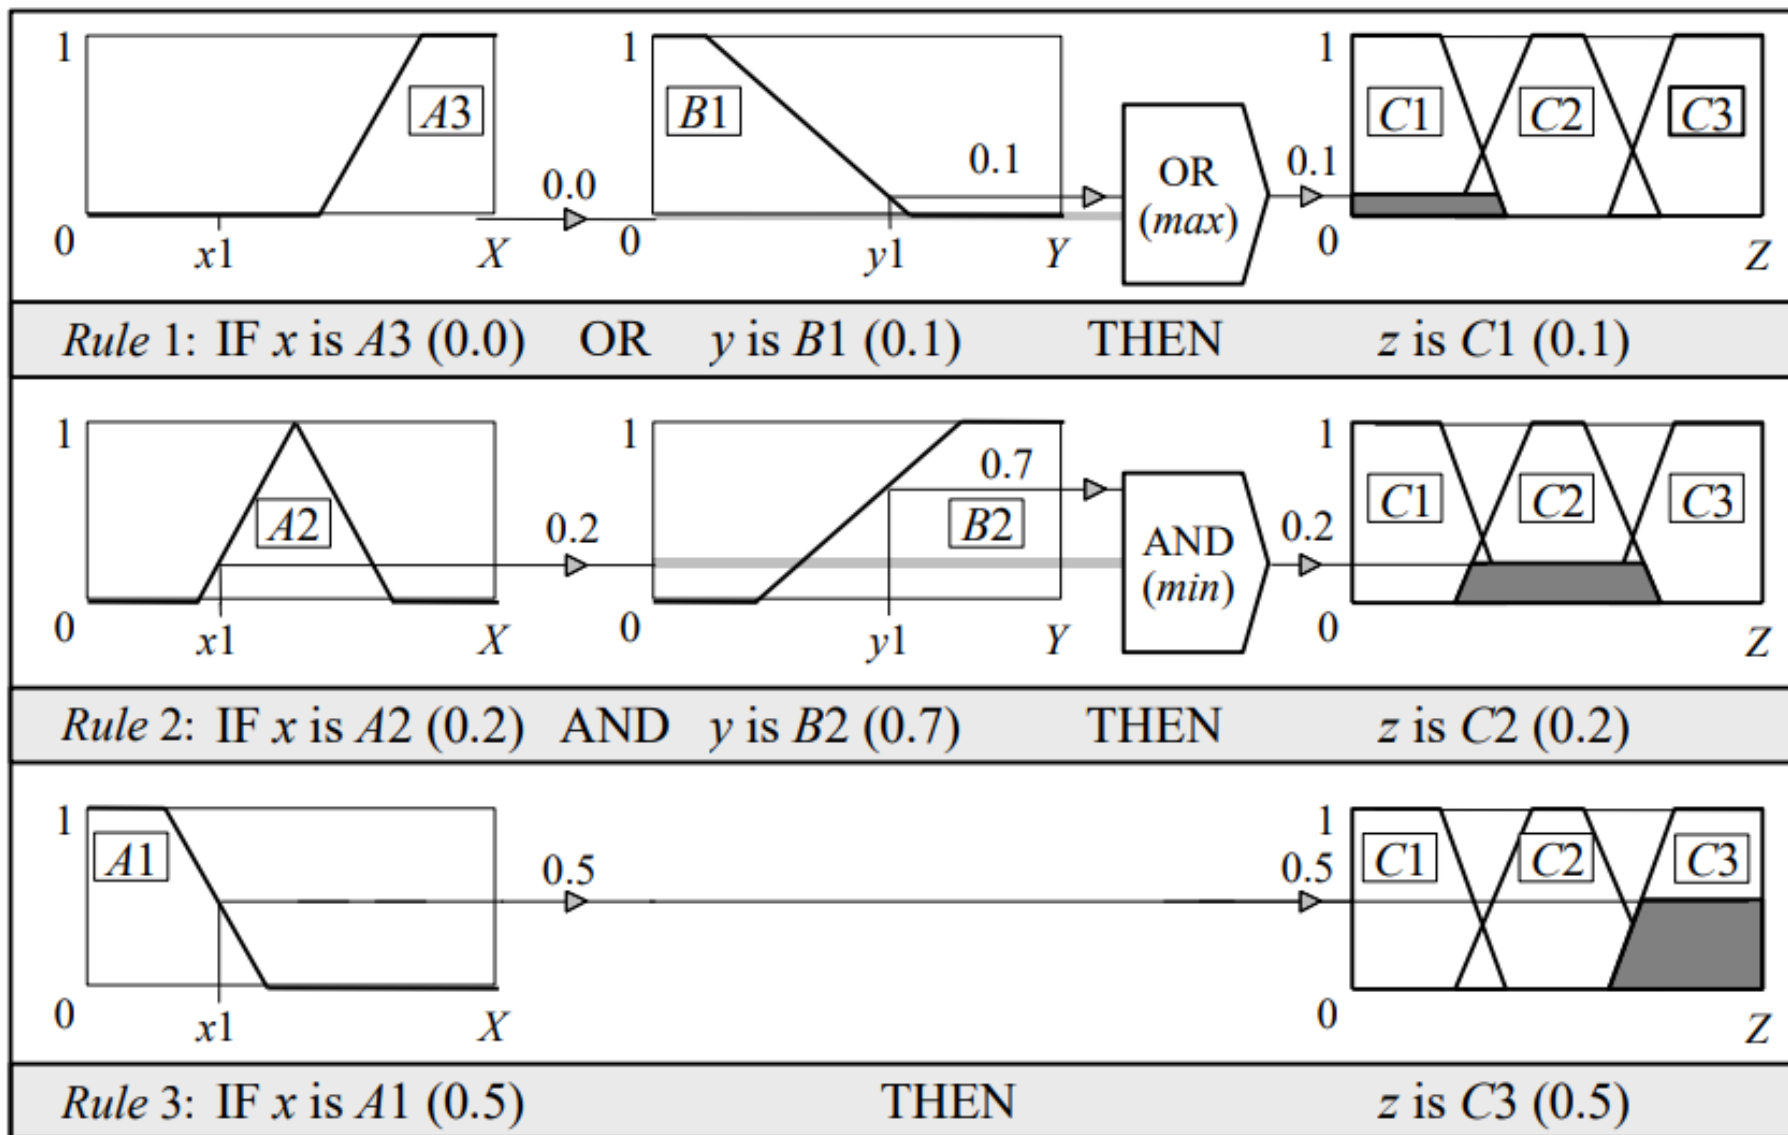 1 A3 1 B1 0.1 OR (max) 0.1 1 C1 C2 C3
0.0
0 x1 X 0 y1 Y 0 Z
Rule 1: IF x is A3 (0.0) OR y is B1 (0.1) THEN z is C1 (0.1)
1 A2 1 0.7 B2 AND (min) 0.2 1 C1 C2 C3
0.2
0 x1 X 0 y1 Y 0 Z
Rule 2: IF x is A2 (0.2) AND y is B2 (0.7) THEN z is C2 (0.2)
1 A1 0.5 1 0.5 C1 C2 C3
0 x1 X 0 Z
Rule 3: IF x is A1 (0.5) THEN z is C3 (0.5)